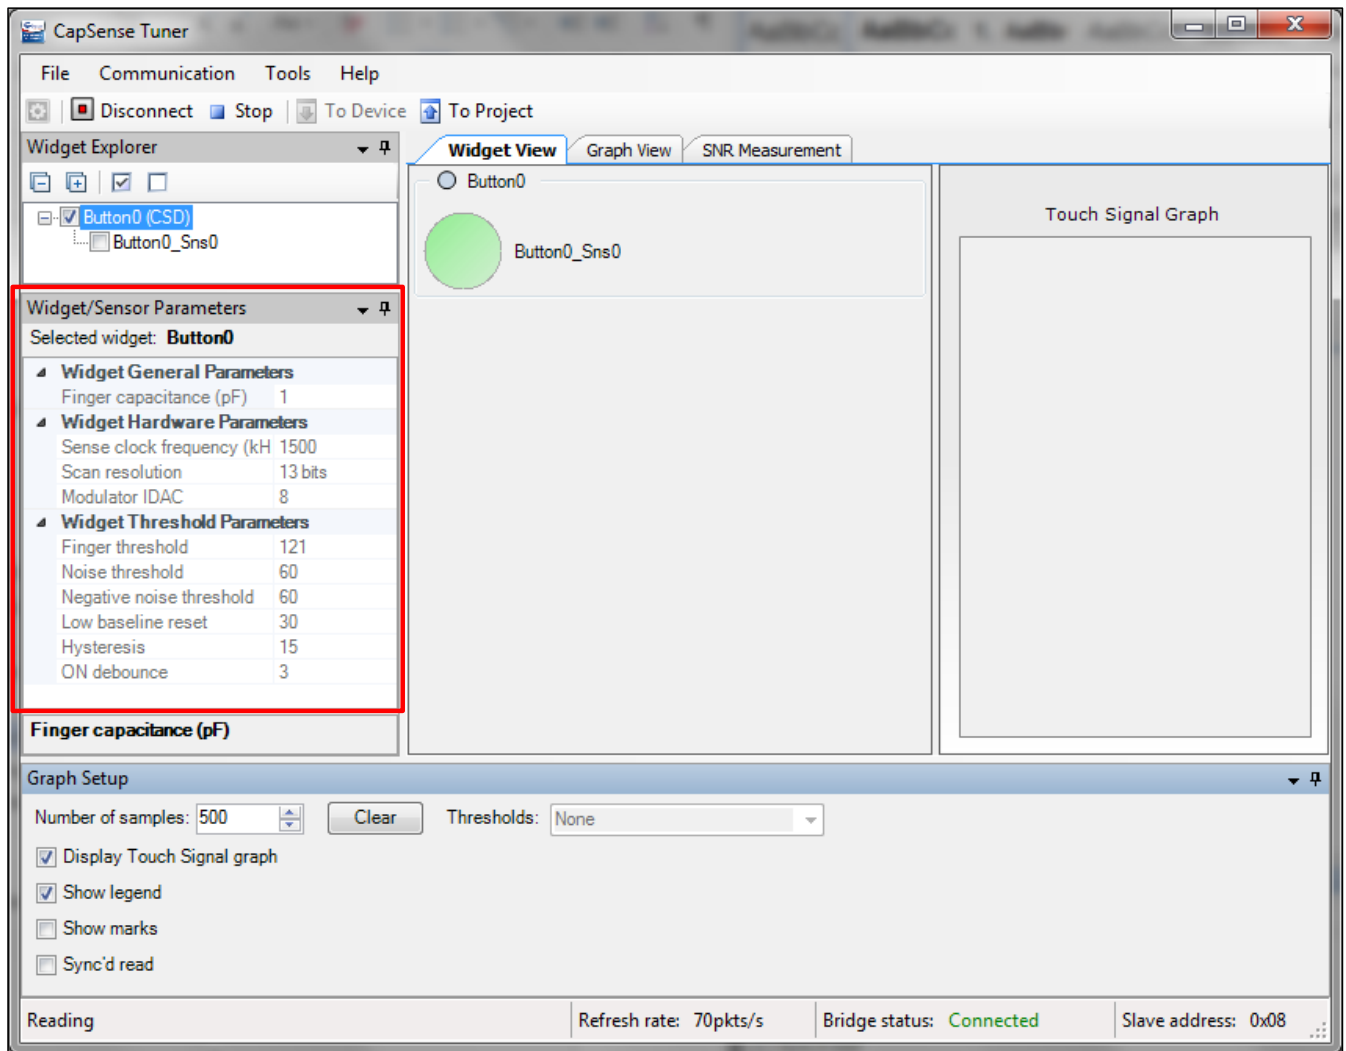 CapSense Tuner
File Communication Tools Help
Disconnect Stop To Device To Project
Widget Explorer
Button0 (CSD)
Button0_Sns0
Widget View Graph View SNR Measurement
Button0
Button0_Sns0
Touch Signal Graph
Widget/Sensor Parameters
Selected widget: Button0
Widget General Parameters
Finger capacitance (pF) 1
Widget Hardware Parameters
Sense clock frequency (kH 1500
Scan resolution 13 bits
Modulator IDAC 8
Widget Threshold Parameters
Finger threshold 121
Noise threshold 60
Negative noise threshold 60
Low baseline reset 30
Hysteresis 15
ON debounce 3
Finger capacitance (pF)
Graph Setup
Number of samples: 500 Clear Thresholds: None
Display Touch Signal graph
Show legend
Show marks
Sync'd read
Reading Refresh rate: 70pkts/s Bridge status: Connected Slave address: 0x08